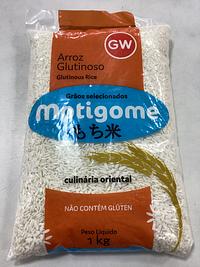 GW
Arroz
Glutinoso
Glutinous Rice
Grãos selecionados
Motigome
もち米
culinária oriental
NÃO CONTÉM GLÚTEN
Peso Líquido
1 kg